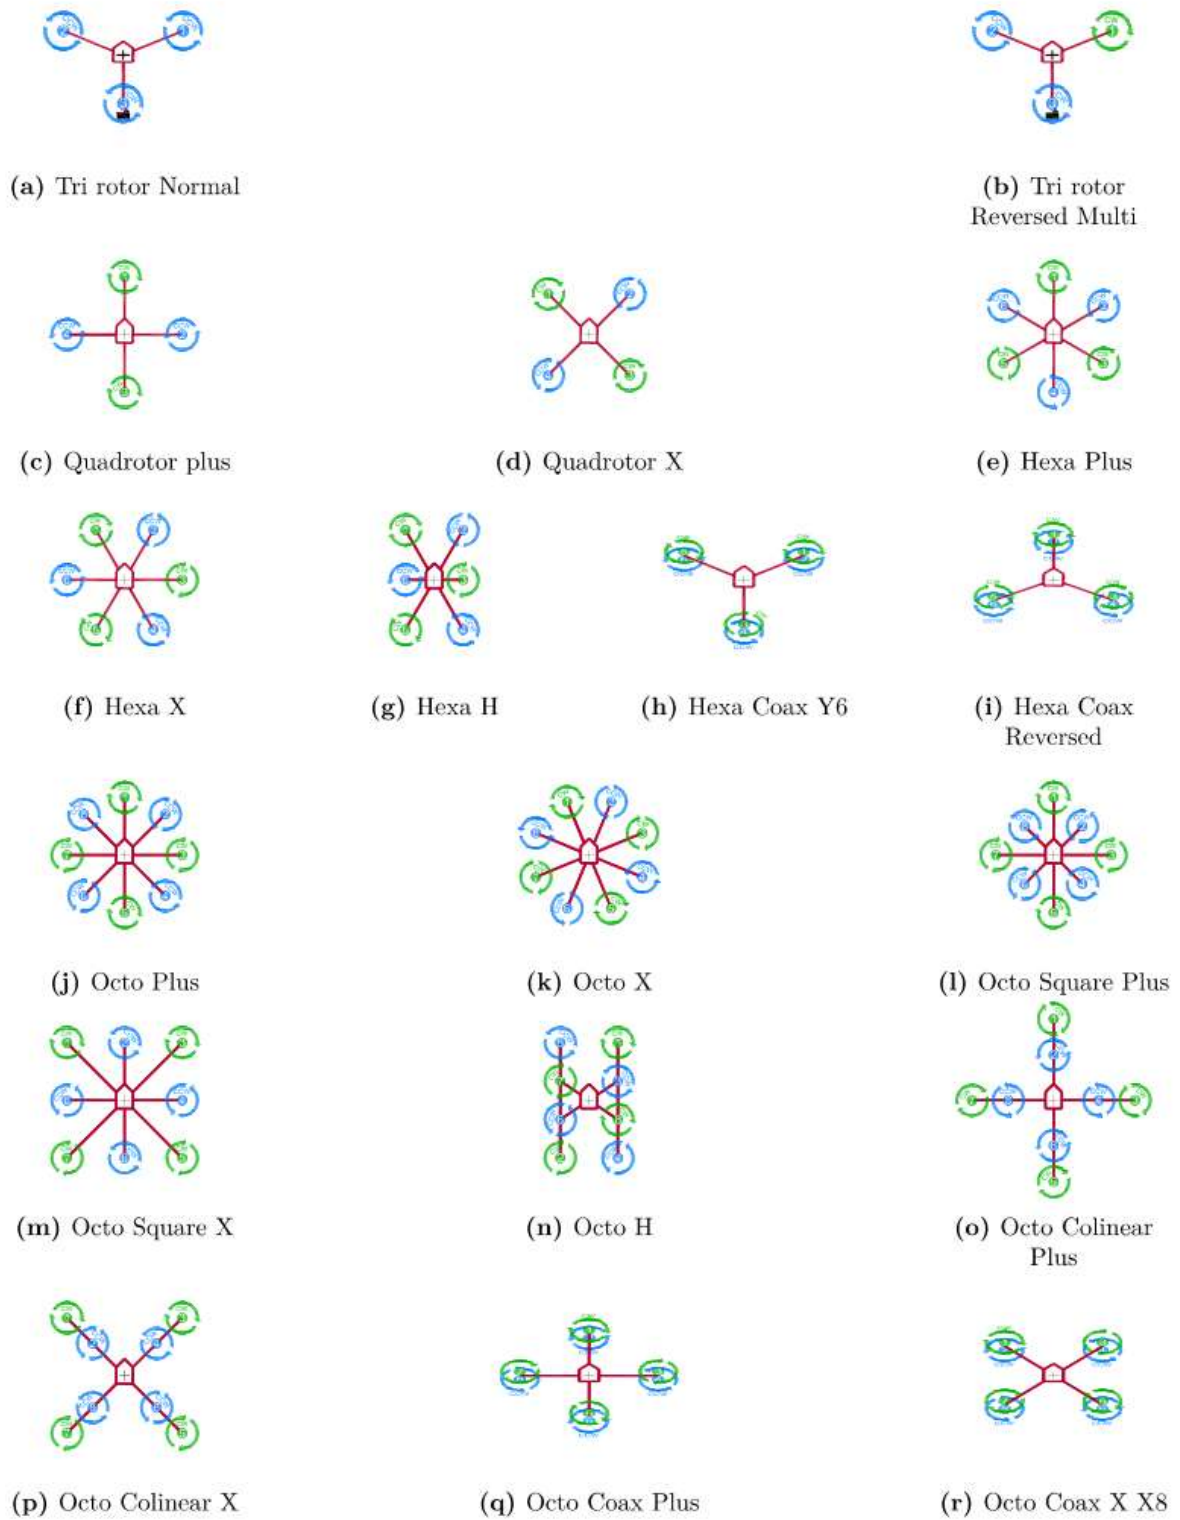 (a) Tri rotor Normal
(b) Tri rotor
Reversed Multi
(c) Quadrotor plus
(d) Quadrotor X
(e) Hexa Plus
(f) Hexa X
(g) Hexa H
(h) Hexa Coax Y6
(i) Hexa Coax
Reversed
(j) Octo Plus
(k) Octo X
(l) Octo Square Plus
(m) Octo Square X
(n) Octo H
(o) Octo Colinear
Plus
(p) Octo Colinear X
(q) Octo Coax Plus
(r) Octo Coax X X8